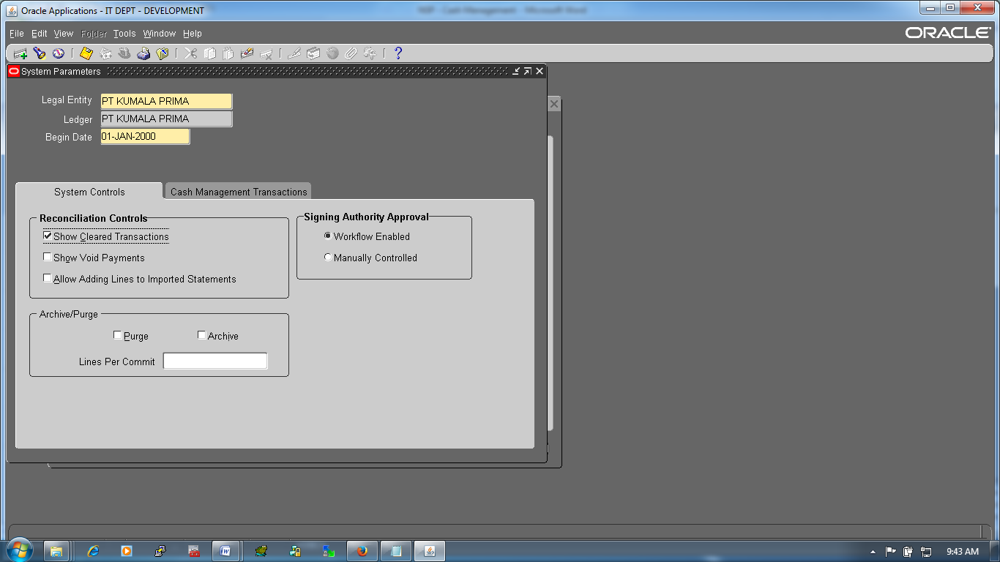 Oracle Applications - IT DEPT - DEVELOPMENT
File Edit View Folder Tools Window Help
ORACLE
System Parameters
Legal Entity PT KUMALA PRIMA
Ledger PT KUMALA PRIMA
Begin Date 01-JAN-2000
System Controls Cash Management Transactions
Reconciliation Controls
Show Cleared Transactions
Show Void Payments
Allow Adding Lines to Imported Statements
Signing Authority Approval
Workflow Enabled
Manually Controlled
Archive/Purge
Purge Archive
Lines Per Commit
9:43 AM